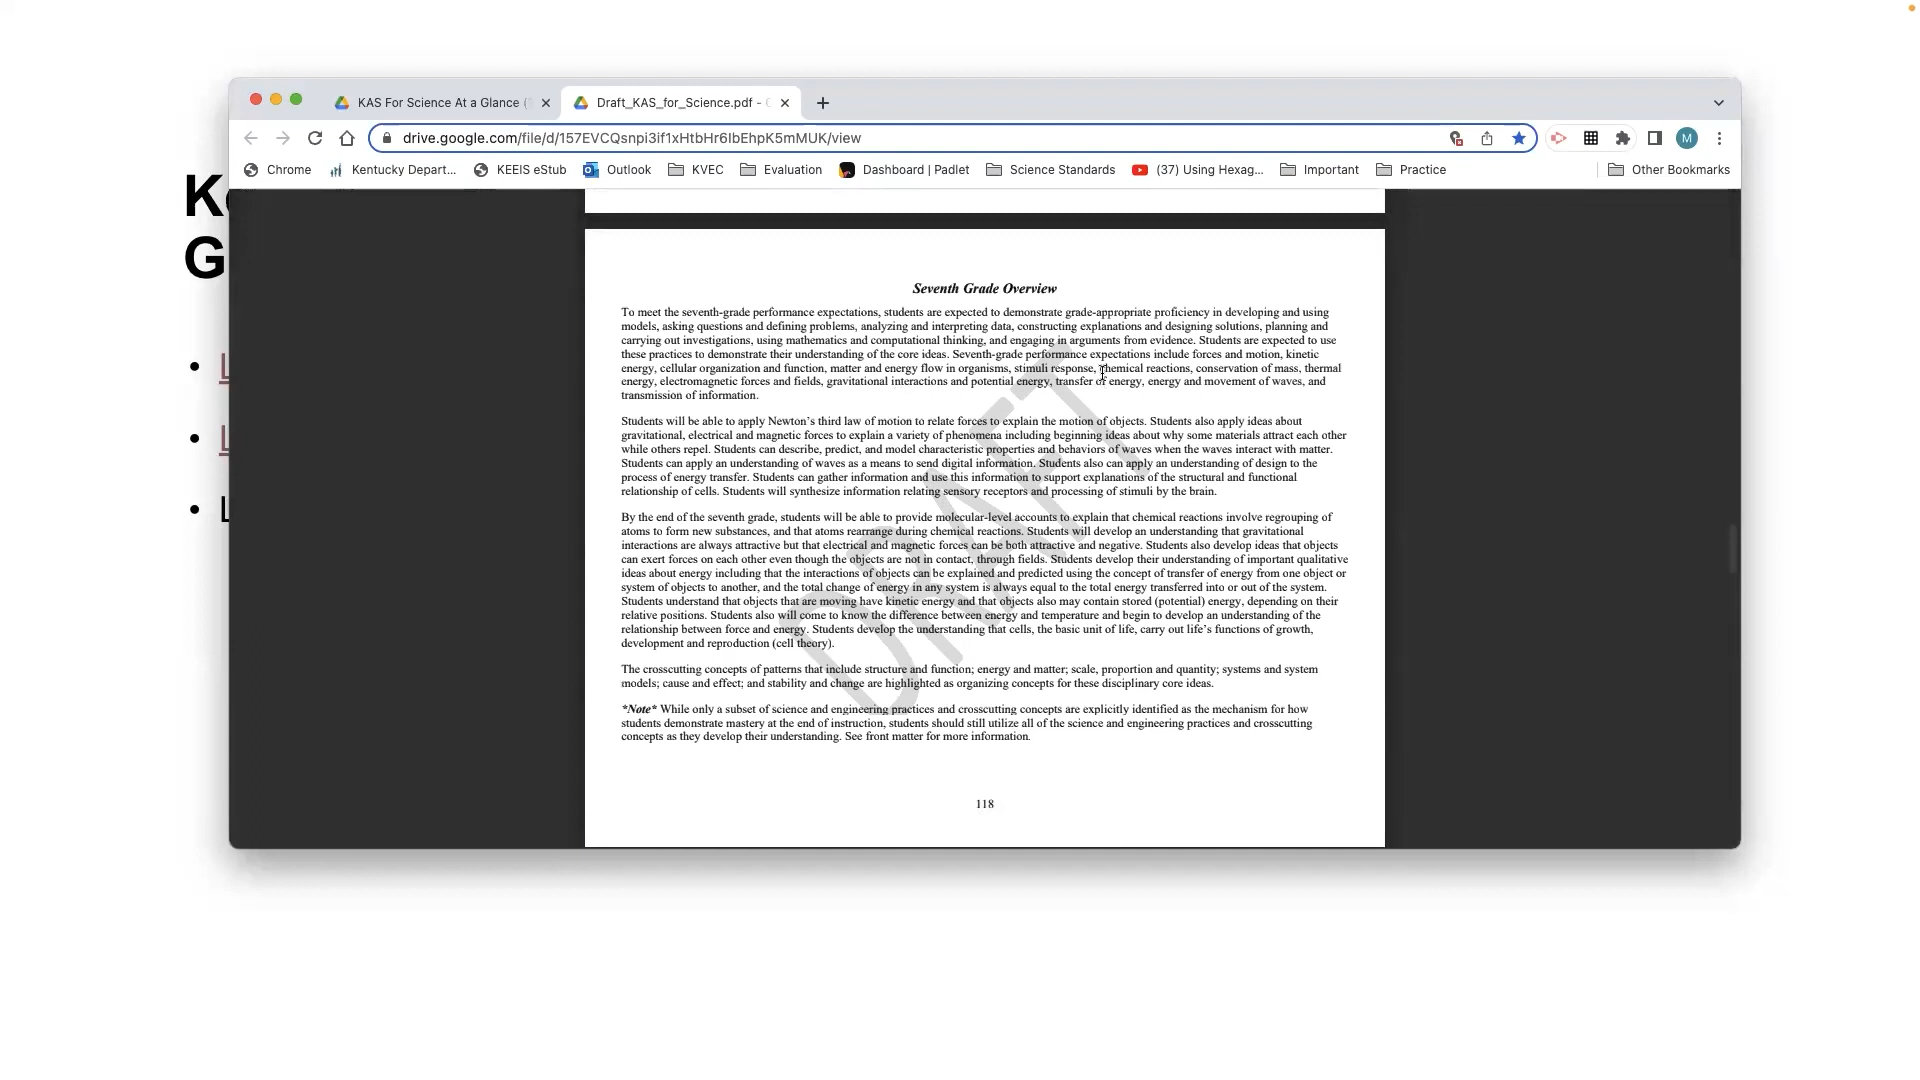 KAS For Science At a Glance (
Draft_KAS_for_Science.pdf -
drive.google.com/file/d/157EVCQsnpi3if1xHtbHr6IbEhpK5mMUK/view
M
Chrome
Kentucky Depart...
KEEIS eStub
Outlook
KVEC
Evaluation
Dashboard | Padlet
Science Standards
(37) Using Hexag...
Important
Practice
Other Bookmarks
K
G
Seventh Grade Overview
To meet the seventh-grade performance expectations, students are expected to demonstrate grade-appropriate proficiency in developing and using
models, asking questions and defining problems, analyzing and interpreting data, constructing explanations and designing solutions, planning and
carrying out investigations, using mathematics and computational thinking, and engaging in arguments from evidence. Students are expected to use
these practices to demonstrate their understanding of the core ideas. Seventh-grade performance expectations include forces and motion, kinetic
energy, cellular organization and function, matter and energy flow in organisms, stimuli response, chemical reactions, conservation of mass, thermal
energy, electromagnetic forces and fields, gravitational interactions and potential energy, transfer of energy, energy and movement of waves, and
transmission of information.
Students will be able to apply Newton's third law of motion to relate forces to explain the motion of objects. Students also apply ideas about
gravitational, electrical and magnetic forces to explain a variety of phenomena including beginning ideas about why some materials attract each other
while others repel. Students can describe, predict, and model characteristic properties and behaviors of waves when the waves interact with matter.
Students can apply an understanding of waves as a means to send digital information. Students also can apply an understanding of design to the
process of energy transfer. Students can gather information and use this information to support explanations of the structural and functional
relationship of cells. Students will synthesize information relating sensory receptors and processing of stimuli by the brain.
By the end of the seventh grade, students will be able to provide molecular-level accounts to explain that chemical reactions involve regrouping of
atoms to form new substances, and that atoms rearrange during chemical reactions. Students will develop an understanding that gravitational
interactions are always attractive but that electrical and magnetic forces can be both attractive and negative. Students also develop ideas that objects
can exert forces on each other even though the objects are not in contact, through fields. Students develop their understanding of important qualitative
ideas about energy including that the interactions of objects can be explained and predicted using the concept of transfer of energy from one object or
system of objects to another, and the total change of energy in any system is always equal to the total energy transferred into or out of the system.
Students understand that objects that are moving have kinetic energy and that objects also may contain stored (potential) energy, depending on their
relative positions. Students also will come to know the difference between energy and temperature and begin to develop an understanding of the
relationship between force and energy. Students develop the understanding that cells, the basic unit of life, carry out life's functions of growth,
development and reproduction (cell theory).
The crosscutting concepts of patterns that include structure and function; energy and matter; scale, proportion and quantity; systems and system
models; cause and effect; and stability and change are highlighted as organizing concepts for these disciplinary core ideas.
*Note* While only a subset of science and engineering practices and crosscutting concepts are explicitly identified as the mechanism for how
students demonstrate mastery at the end of instruction, students should still utilize all of the science and engineering practices and crosscutting
concepts as they develop their understanding. See front matter for more information.
118
DRAFT